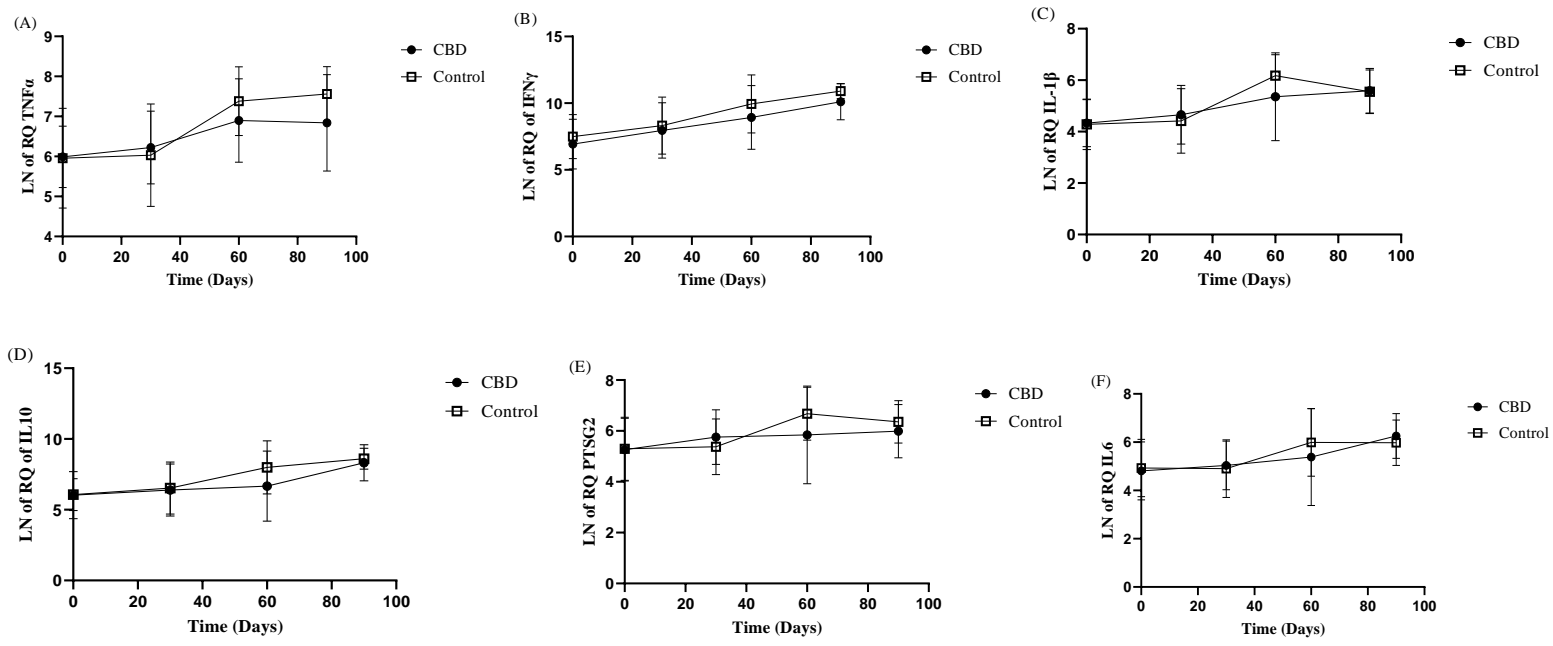 (A)
LN of RQ TNFα
9
8
7
6
5
4
0 20 40 60 80 100
Time (Days)
CBD
Control
(B)
LN of RQ of IFNγ
15
10
5
0
0 20 40 60 80 100
Time (Days)
CBD
Control
(C)
LN of RQ IL-1β
8
6
4
2
0
0 20 40 60 80 100
Time (Days)
CBD
Control
(D)
LN of RQ of IL10
15
10
5
0
0 20 40 60 80 100
Time (Days)
CBD
Control
(E)
LN of RQ PTSG2
8
6
4
2
0
0 20 40 60 80 100
Time (Days)
CBD
Control
(F)
LN of RQ IL6
8
6
4
2
0
0 20 40 60 80 100
Time (Days)
CBD
Control